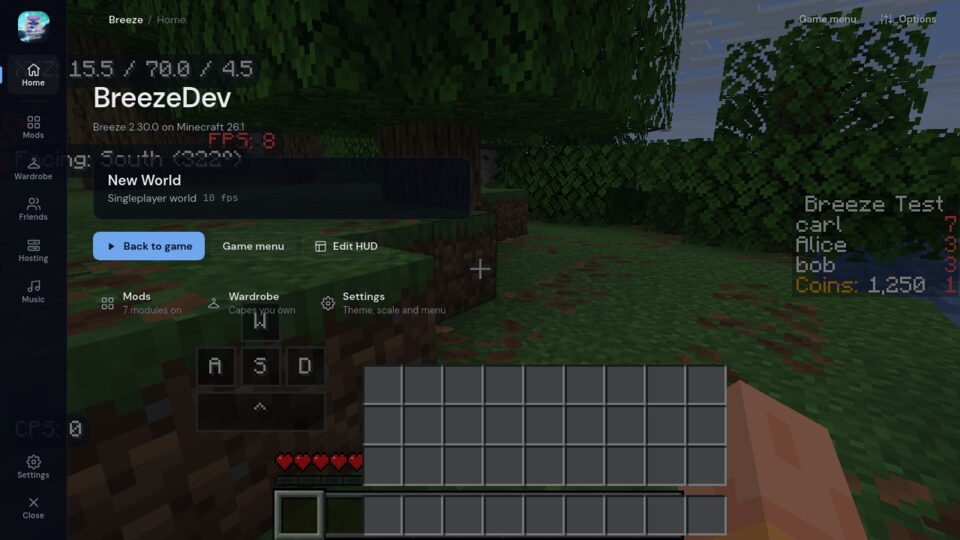 Breeze / Home
Game menu
Options
15.5 / 70.0 / 4.5
Home
BreezeDev
Breeze 2.30.0 on Minecraft 26.1
Mods
FPS: 8
Facing: South (322°)
Wardrobe
New World
Singleplayer world 10 fps
Friends
Breeze Test
carl 7
Alice 3
bob 3
Coins: 1,250 1
Back to game
Game menu
Edit HUD
Hosting
Music
Mods
7 modules on
Wardrobe
Capes you own
Settings
Theme, scale and menu
W
A S D
^
CPS: 0
Settings
Close